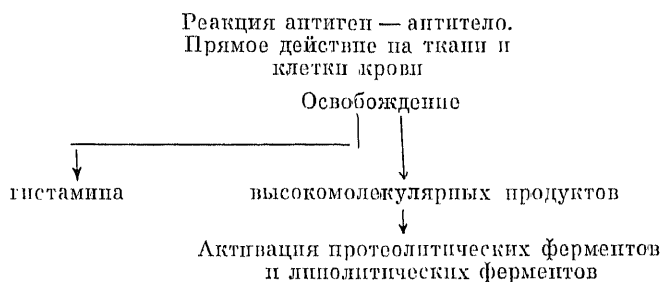 Реакция антиген — антитело.
Прямое действие на ткани и
клетки крови
Освобождение
гистамина высокомолекулярных продуктов
Активация протеолитических ферментов
и липолитических ферментов